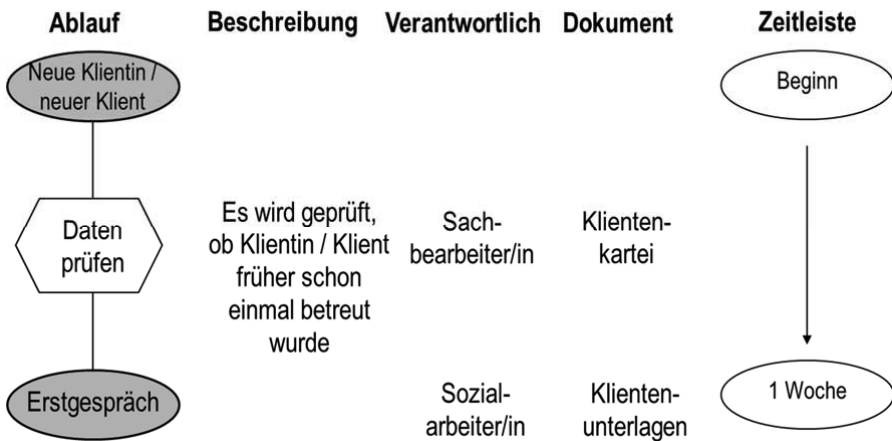 Ablauf Beschreibung Verantwortlich Dokument Zeitleiste
Neue Klientin /
neuer Klient
Beginn
Daten
prüfen
Es wird geprüft,
ob Klientin / Klient
früher schon
einmal betreut
wurde
Sach-
bearbeiter/in
Klienten-
kartei
Erstgespräch
Sozial-
arbeiter/in
Klienten-
unterlagen
1 Woche